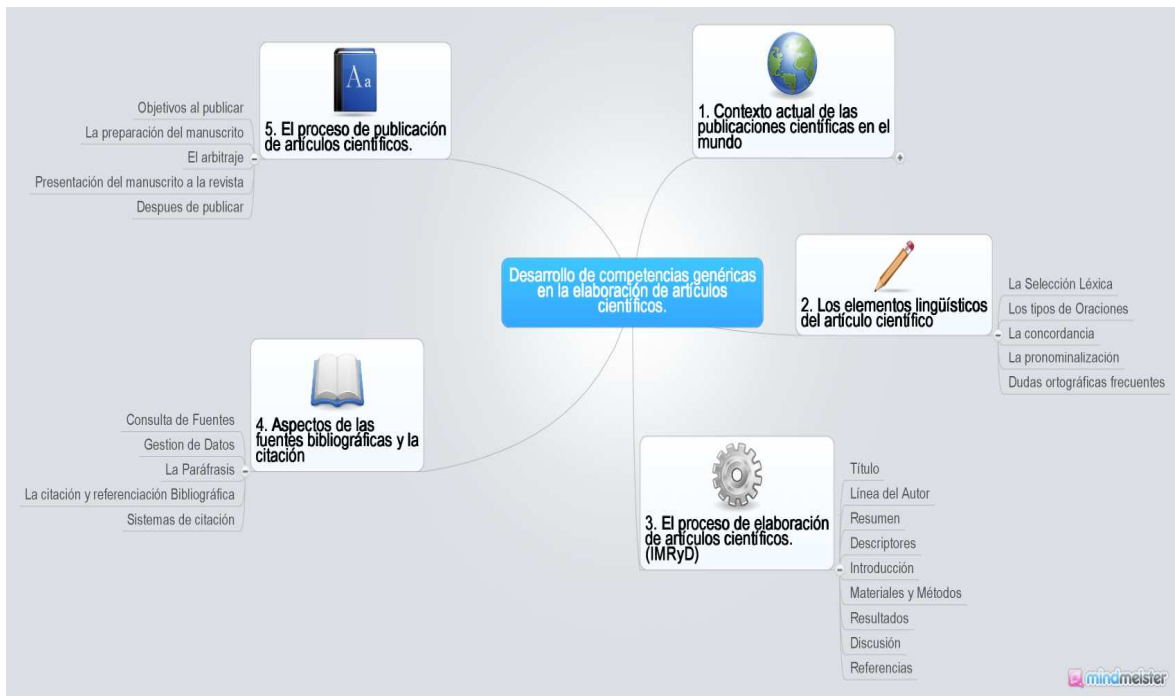 Desarrollo de competencias genéricas
en la elaboración de artículos
científicos.
1. Contexto actual de las
publicaciones científicas en el
mundo
2. Los elementos lingüísticos
del artículo científico
La Selección Léxica
Los tipos de Oraciones
La concordancia
La pronominalización
Dudas ortográficas frecuentes
3. El proceso de elaboración
de artículos científicos.
(IMRyD)
Título
Línea del Autor
Resumen
Descriptores
Introducción
Materiales y Métodos
Resultados
Discusión
Referencias
4. Aspectos de las
fuentes bibliográficas y la
citación
Consulta de Fuentes
Gestion de Datos
La Paráfrasis
La citación y referenciación Bibliográfica
Sistemas de citación
Aa
5. El proceso de publicación
de artículos científicos.
Objetivos al publicar
La preparación del manuscrito
El arbitraje
Presentación del manuscrito a la revista
Despues de publicar
mindmeister